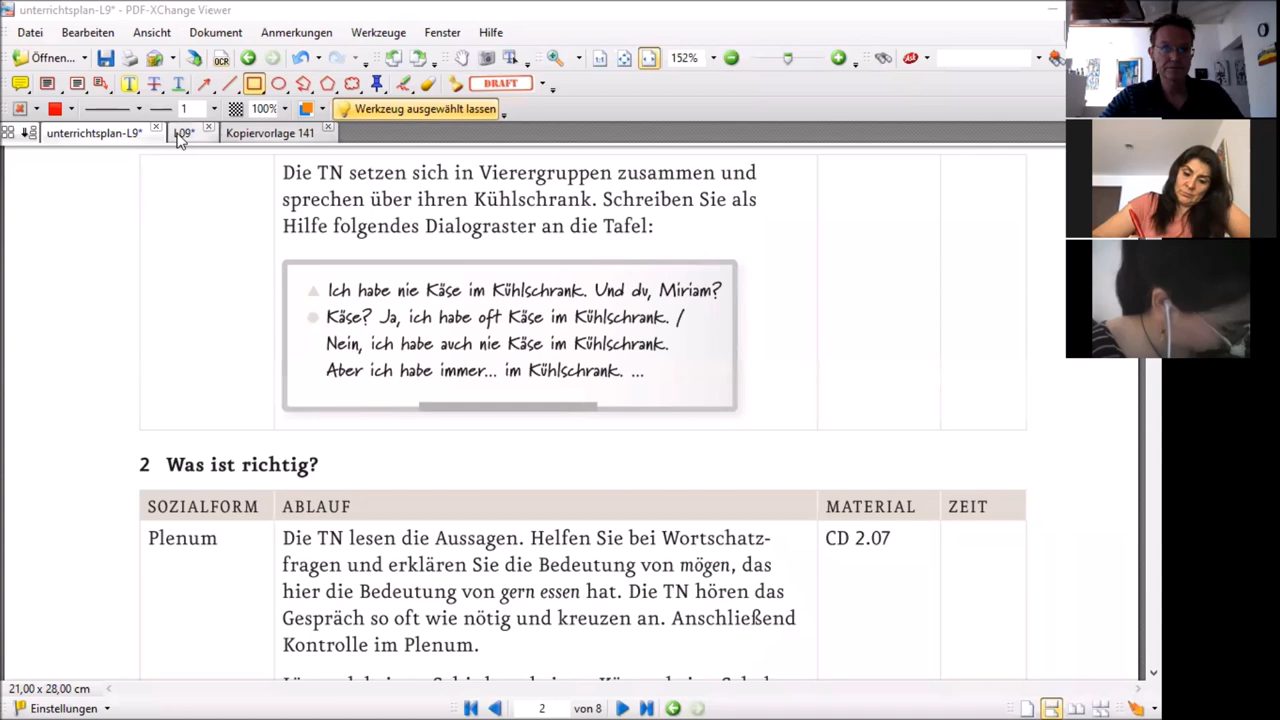 unterrichtsplan-L9* - PDF-XChange Viewer
Datei Bearbeiten Ansicht Dokument Anmerkungen Werkzeuge Fenster Hilfe
Öffnen... OCR 152%
DRAFT
1 100% Werkzeug ausgewählt lassen
unterrichtsplan-L9* L09* Kopiervorlage 141
Die TN setzen sich in Vierergruppen zusammen und
sprechen über ihren Kühlschrank. Schreiben Sie als
Hilfe folgendes Dialograster an die Tafel:
Ich habe nie Käse im Kühlschrank. Und du, Miriam?
Käse? Ja, ich habe oft Käse im Kühlschrank. /
Nein, ich habe auch nie Käse im Kühlschrank.
Aber ich habe immer... im Kühlschrank. ...
2 Was ist richtig?
SOZIALFORM ABLAUF MATERIAL ZEIT
Plenum Die TN lesen die Aussagen. Helfen Sie bei Wortschatz- CD 2.07
fragen und erklären Sie die Bedeutung von mögen, das
hier die Bedeutung von gern essen hat. Die TN hören das
Gespräch so oft wie nötig und kreuzen an. Anschließend
Kontrolle im Plenum.
21,00 x 28,00 cm
Einstellungen 2 von 8